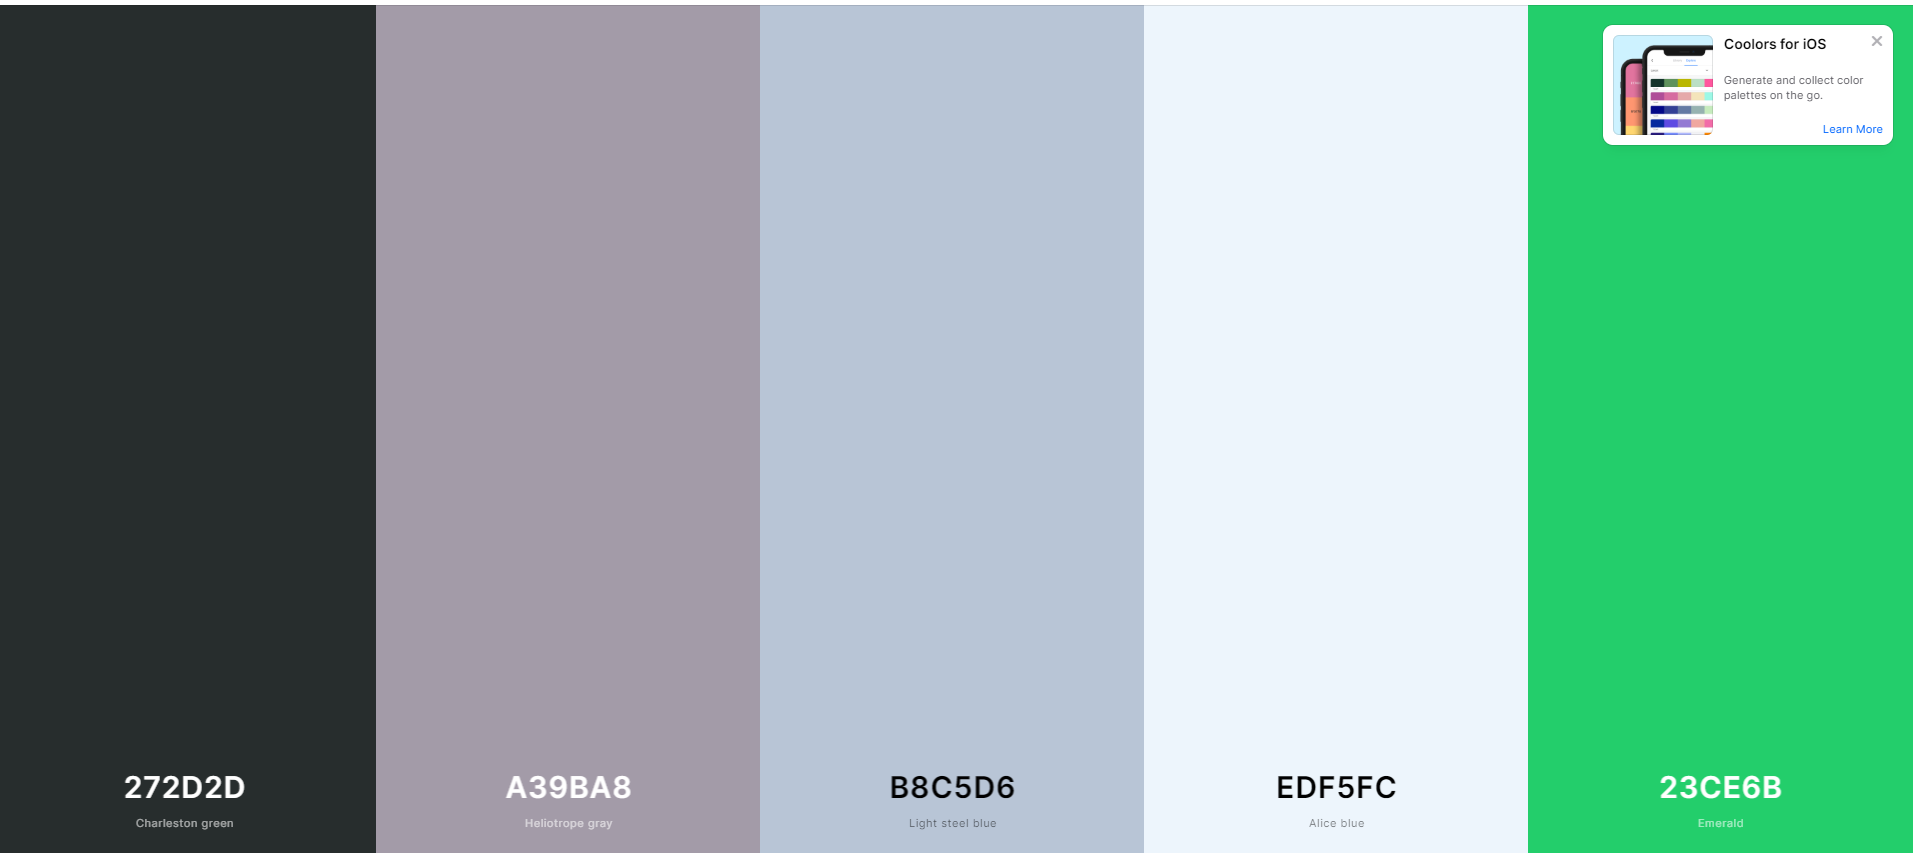 Coolors for iOS
Generate and collect color
palettes on the go.
Learn More
272D2D
Charleston green
A39BA8
Heliotrope gray
B8C5D6
Light steel blue
EDF5FC
Alice blue
23CE6B
Emerald